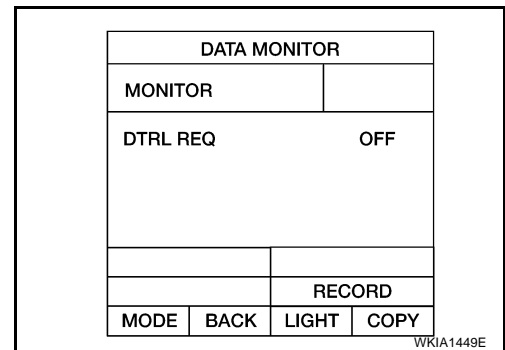 DATA MONITOR
MONITOR
DTRL REQ OFF
RECORD
MODE BACK LIGHT COPY
WKIA1449E